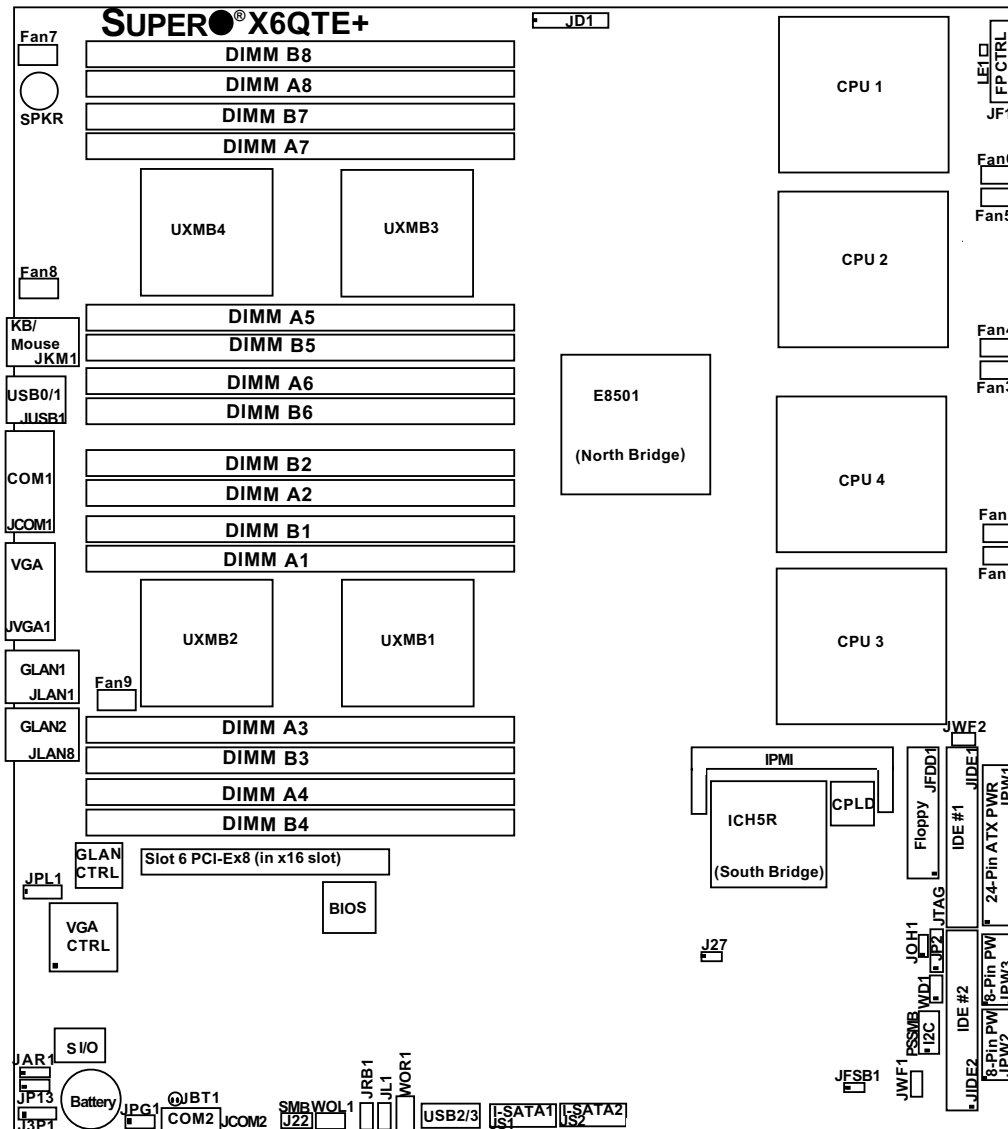 SUPER® X6QTE+
JD1
Fan7
SPKR
DIMM B8
DIMM A8
DIMM B7
DIMM A7
CPU 1
LE1
FP CTRL
JF1
UXMB4
UXMB3
CPU 2
Fan5
Fan8
KB/
Mouse
JKM1
USB0/1
JUSB1
DIMM A5
DIMM B5
DIMM A6
DIMM B6
E8501
(North Bridge)
Fan4
COM1
JCOM1
DIMM B2
DIMM A2
DIMM B1
DIMM A1
CPU 4
Fan
Fan
VGA
JVGA1
UXMB2
UXMB1
CPU 3
GLAN1
JLAN1
GLAN2
JLAN8
Fan9
DIMM A3
DIMM B3
DIMM A4
DIMM B4
JWF2
IPMI
ICH5R
(South Bridge)
CPLD
Floppy
JFDD1
IDE #1
JIDE1
24-Pin ATX PWR
JPW1
GLAN
CTRL
Slot 6 PCI-Ex8 (in x16 slot)
JPL1
VGA
CTRL
BIOS
J27
JTAG
JOH1
JP2
WD1
PSSMB
I2C
IDE #2
JIDE2
8-Pin PW
JPW3
8-Pin PW
JPW2
JFSB1
JWF1
S I/O
JAR1
JP13
J3P1
Battery
JPG1
JBT1
COM2
JCOM2
SMB
J22
WOL1
JRB1
JL1
WOR1
USB2/3
I-SATA1
JS1
I-SATA2
JS2